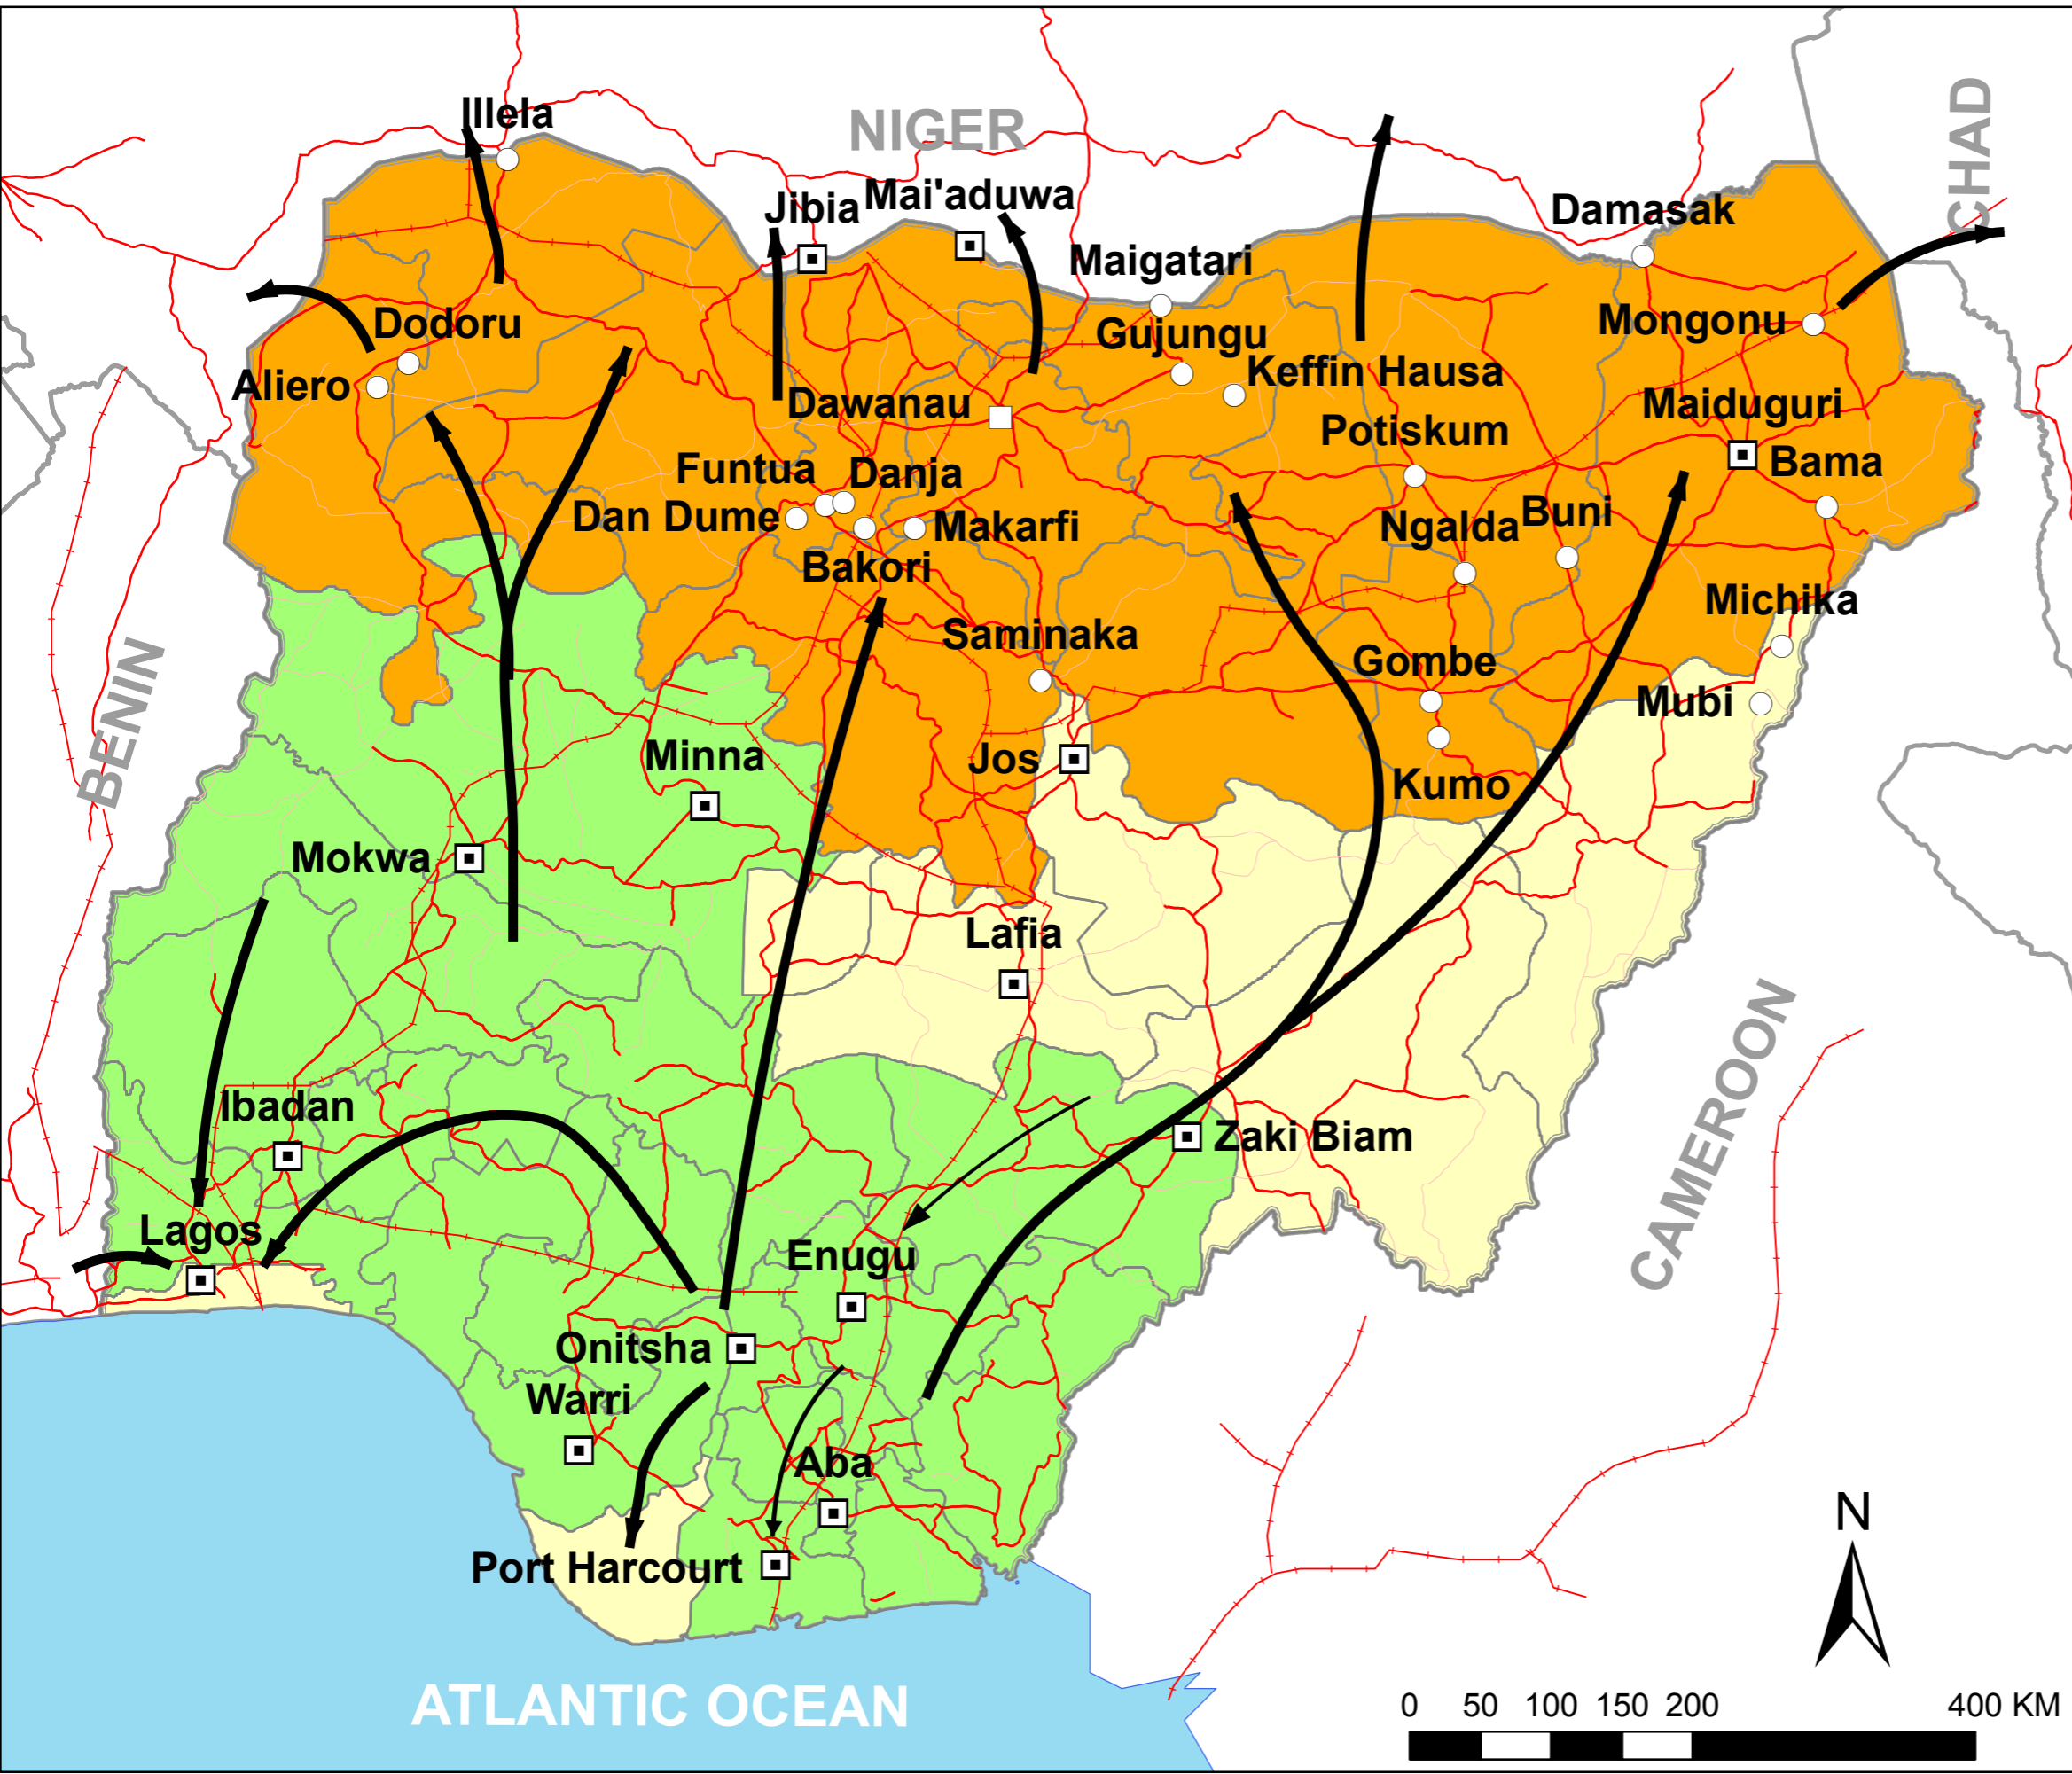 Illela
NIGER
CHAD
Jibia
Mai'aduwa
Damasak
Maigatari
Dodoru
Gujungu
Mongonu
Aliero
Keffin Hausa
Dawanau
Maiduguri
Potiskum
Funtua
Danja
Bama
Dan Dume
Makarfi
Ngalda
Buni
Bakori
Michika
Saminaka
Gombe
BENIN
Mubi
Minna
Jos
Kumo
Mokwa
Lafia
CAMEROON
Ibadan
Zaki Biam
Lagos
Enugu
Onitsha
Warri
Aba
N
Port Harcourt
ATLANTIC OCEAN
0 50 100 150 200 400 KM